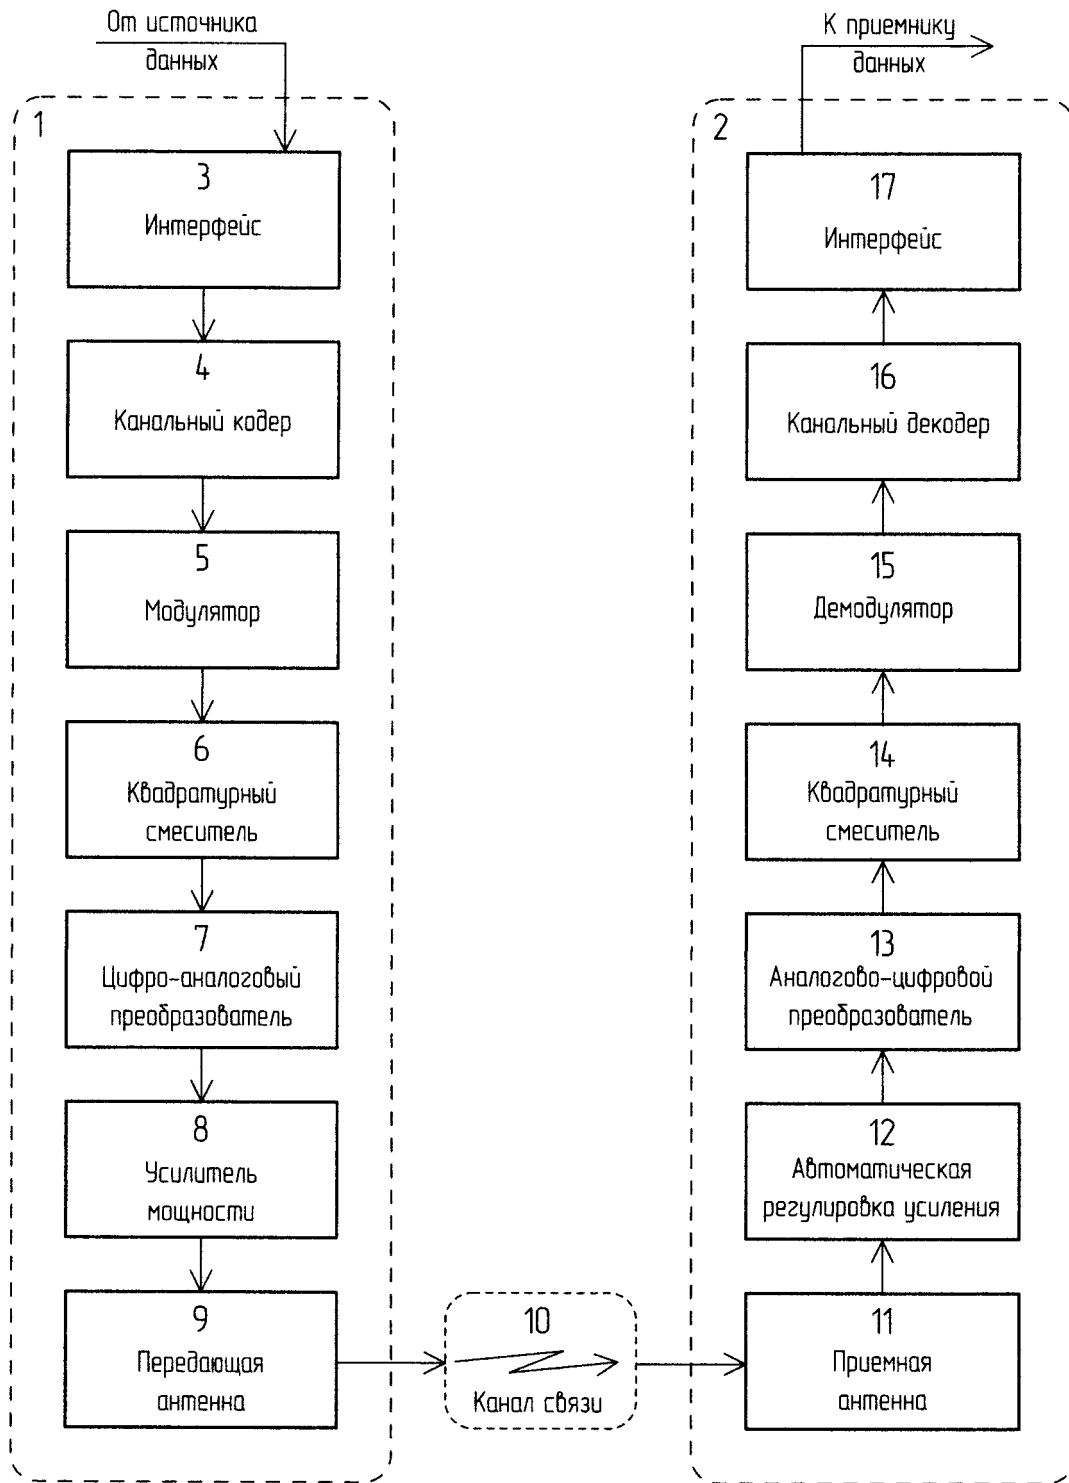 От источника
данных
1
3
Интерфейс
4
Канальный кодер
5
Модулятор
6
Квадратурный
смеситель
7
Цифро-аналоговый
преобразователь
8
Усилитель
мощности
9
Передающая
антенна
10
Канал связи
К приемнику
данных
2
17
Интерфейс
16
Канальный декодер
15
Демодулятор
14
Квадратурный
смеситель
13
Аналогово-цифровой
преобразователь
12
Автоматическая
регулировка усиления
11
Приемная
антенна